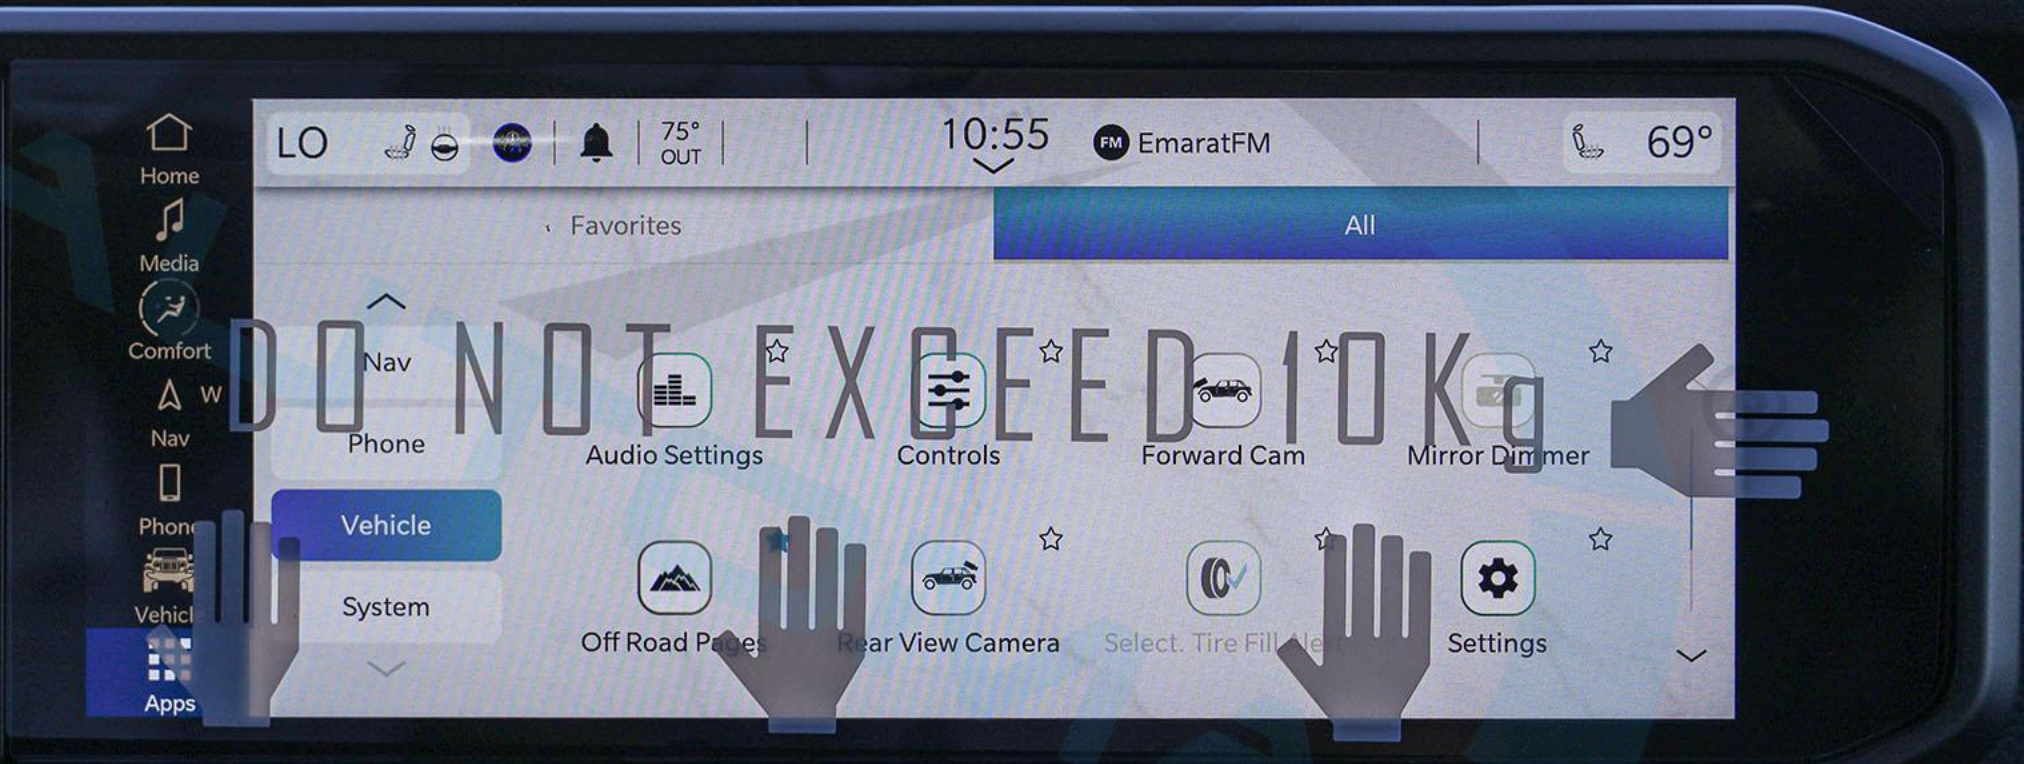 LO
75°
OUT
10:55
FM EmaratFM
69°
Home
Media
Comfort
W
Nav
Phone
Vehicle
Apps
Favorites
All
Nav
Phone
Vehicle
System
DO NOT EXCEED 10Kg
Audio Settings
Controls
Forward Cam
Mirror Dimmer
Off Road Pages
Rear View Camera
Select. Tire Fill Alert
Settings